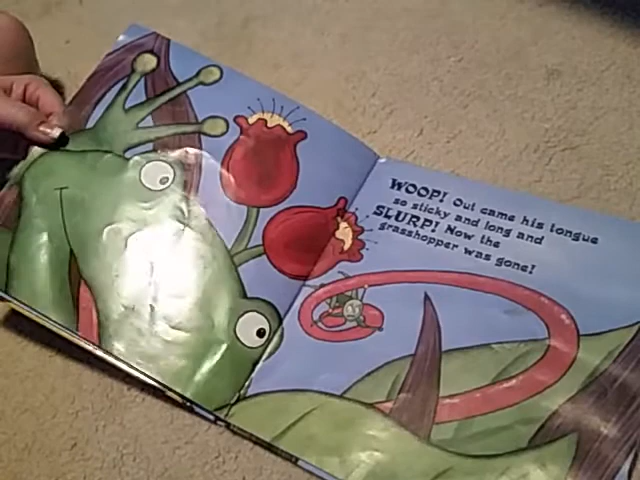 WOOP! Out came his tongue
so sticky and long and
SLURP! Now the
grasshopper was gone!